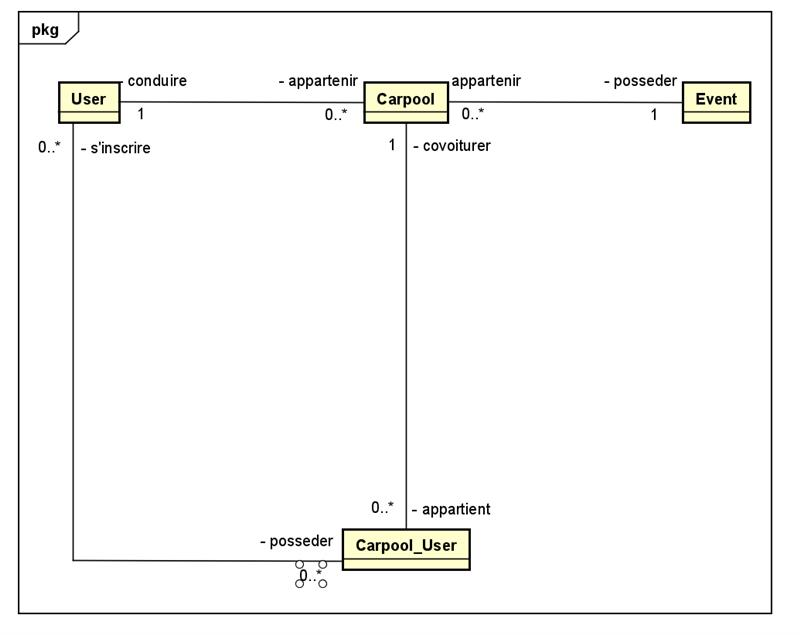 pkg
- conduire
- appartenir
appartenir
- posseder
User
Carpool
Event
1
0..*
0..*
1
0..*
- s'inscrire
1
- covoiturer
0..*
- appartient
- posseder
Carpool_User
0..*